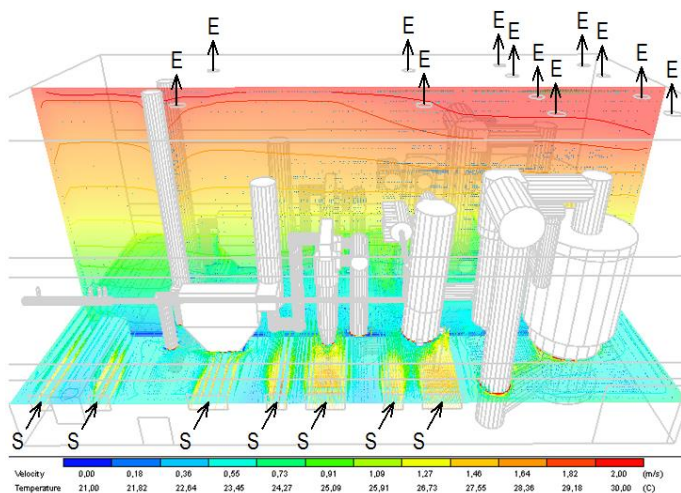 E E E E
E E
E E
E E E E
S S S S S S S
Velocity 0,00 0,18 0,36 0,55 0,73 0,91 1,09 1,27 1,46 1,64 1,82 2,00 (m/s)
Temperature 21,00 21,82 22,64 23,45 24,27 25,09 25,91 26,73 27,55 28,36 29,18 30,00 (C)